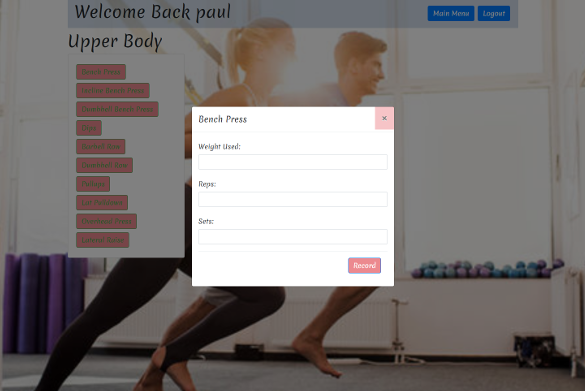 Welcome Back paul
Main Menu
Logout
Upper Body
Bench Press
Incline Bench Press
Dumbbell Bench Press
Dips
Barbell Row
Dumbbell Row
Pullups
Lat Pulldown
Overhead Press
Lateral Raise
Bench Press
×
Weight Used:
Reps:
Sets:
Record